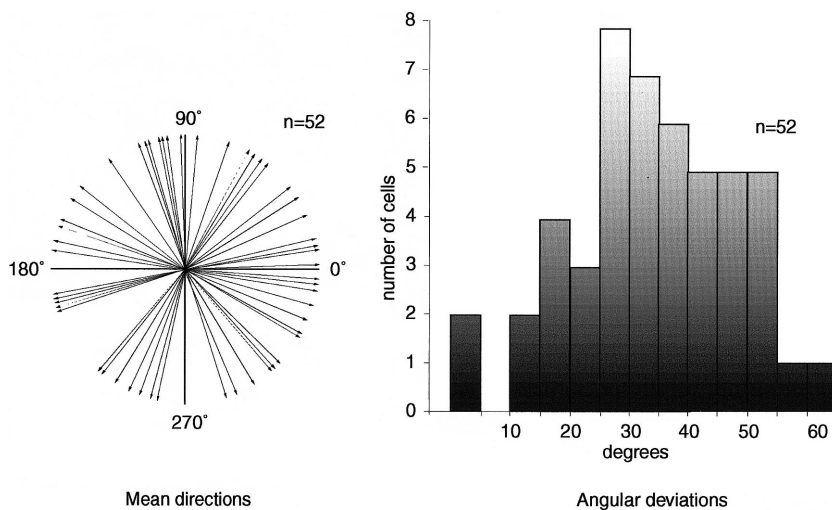 90°
n=52
180°
0°
270°
Mean directions
8
7
6
5
4
3
2
1
0
number of cells
n=52
10 20 30 40 50 60
degrees
Angular deviations